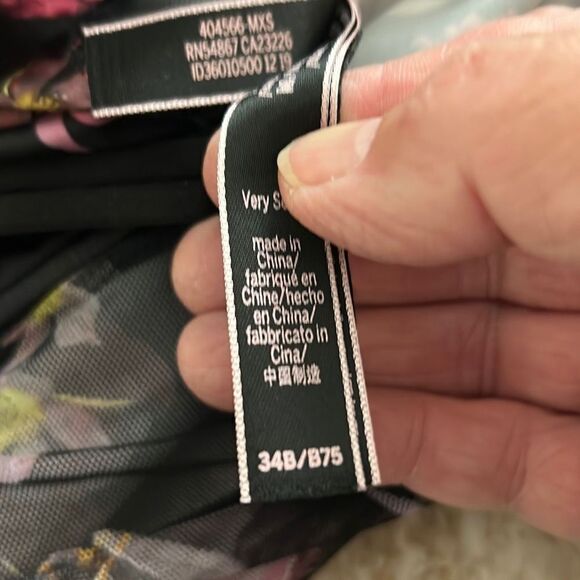 404566-MXS
RN54867 CA23226
ID36010500 12 19
Very
made in
China/
fabriqué en
Chine/hecho
en China/
fabbricato in
Cina/
中國制造
34B/B75